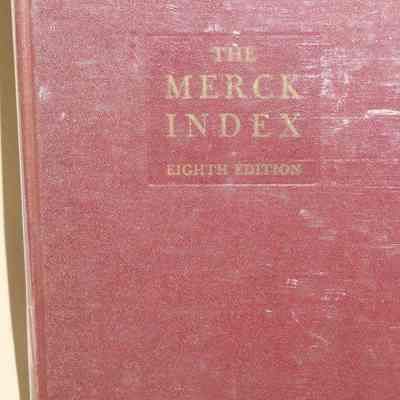 THE
MERCK
INDEX
EIGHTH EDITION